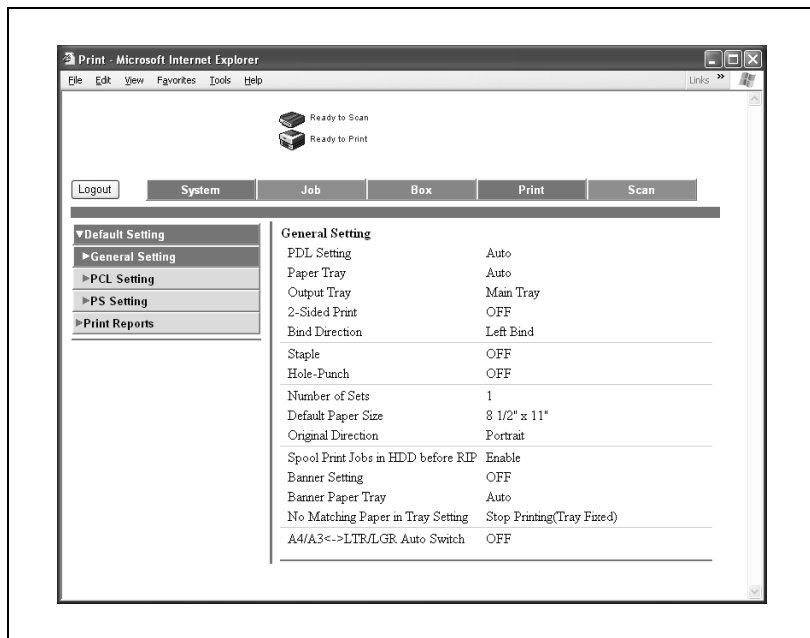 Print - Microsoft Internet Explorer
File Edit View Favorites Tools Help Links »
Ready to Scan
Ready to Print
Logout System Job Box Print Scan
▼Default Setting
►General Setting
►PCL Setting
►PS Setting
►Print Reports
General Setting
PDL Setting Auto
Paper Tray Auto
Output Tray Main Tray
2-Sided Print OFF
Bind Direction Left Bind
Staple OFF
Hole-Punch OFF
Number of Sets 1
Default Paper Size 8 1/2" x 11"
Original Direction Portrait
Spool Print Jobs in HDD before RIP Enable
Banner Setting OFF
Banner Paper Tray Auto
No Matching Paper in Tray Setting Stop Printing(Tray Fixed)
A4/A3<->LTR/LGR Auto Switch OFF